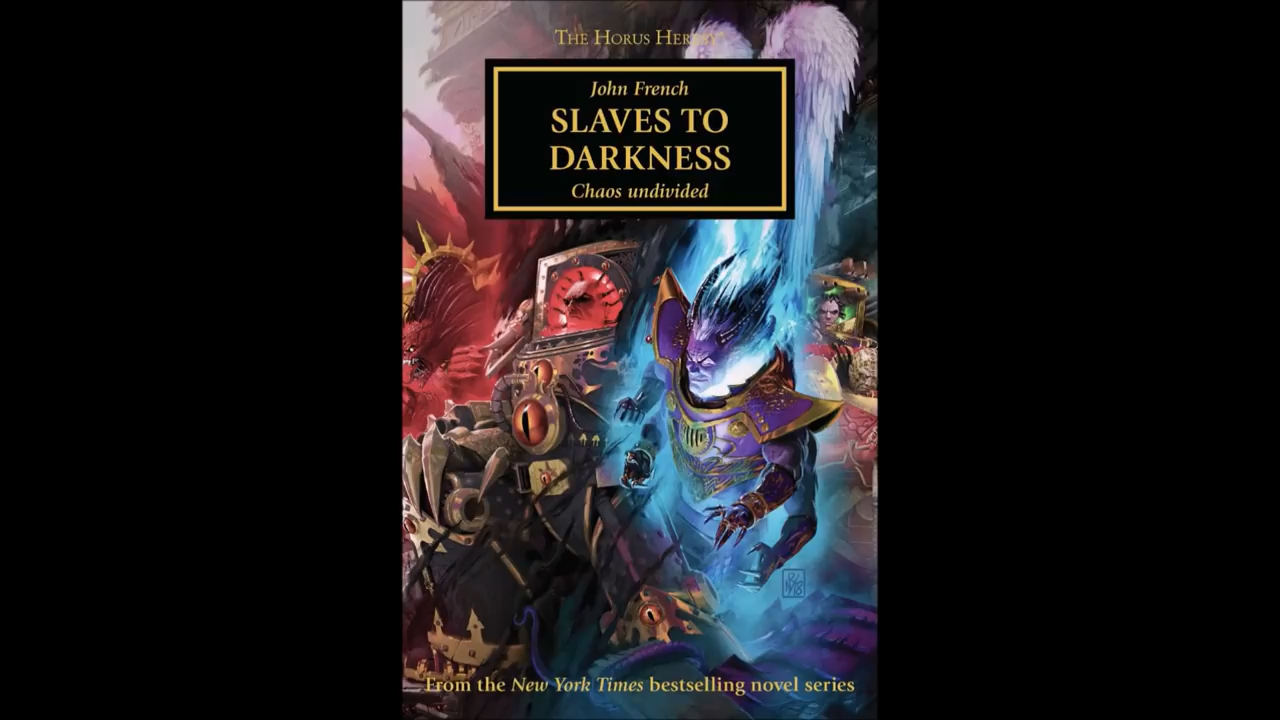 THE HORUS HERESY
John French
SLAVES TO
DARKNESS
Chaos undivided
From the New York Times bestselling novel series